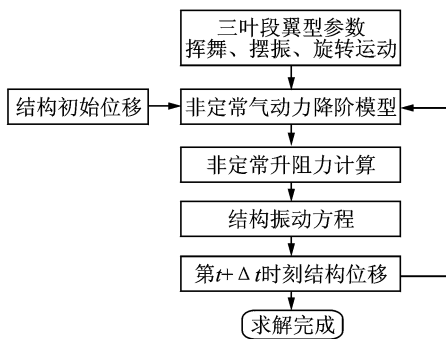 三叶段翼型参数
挥舞、摆振、旋转运动
结构初始位移
非定常气动力降阶模型
非定常升阻力计算
结构振动方程
第t+Δt时刻结构位移
求解完成